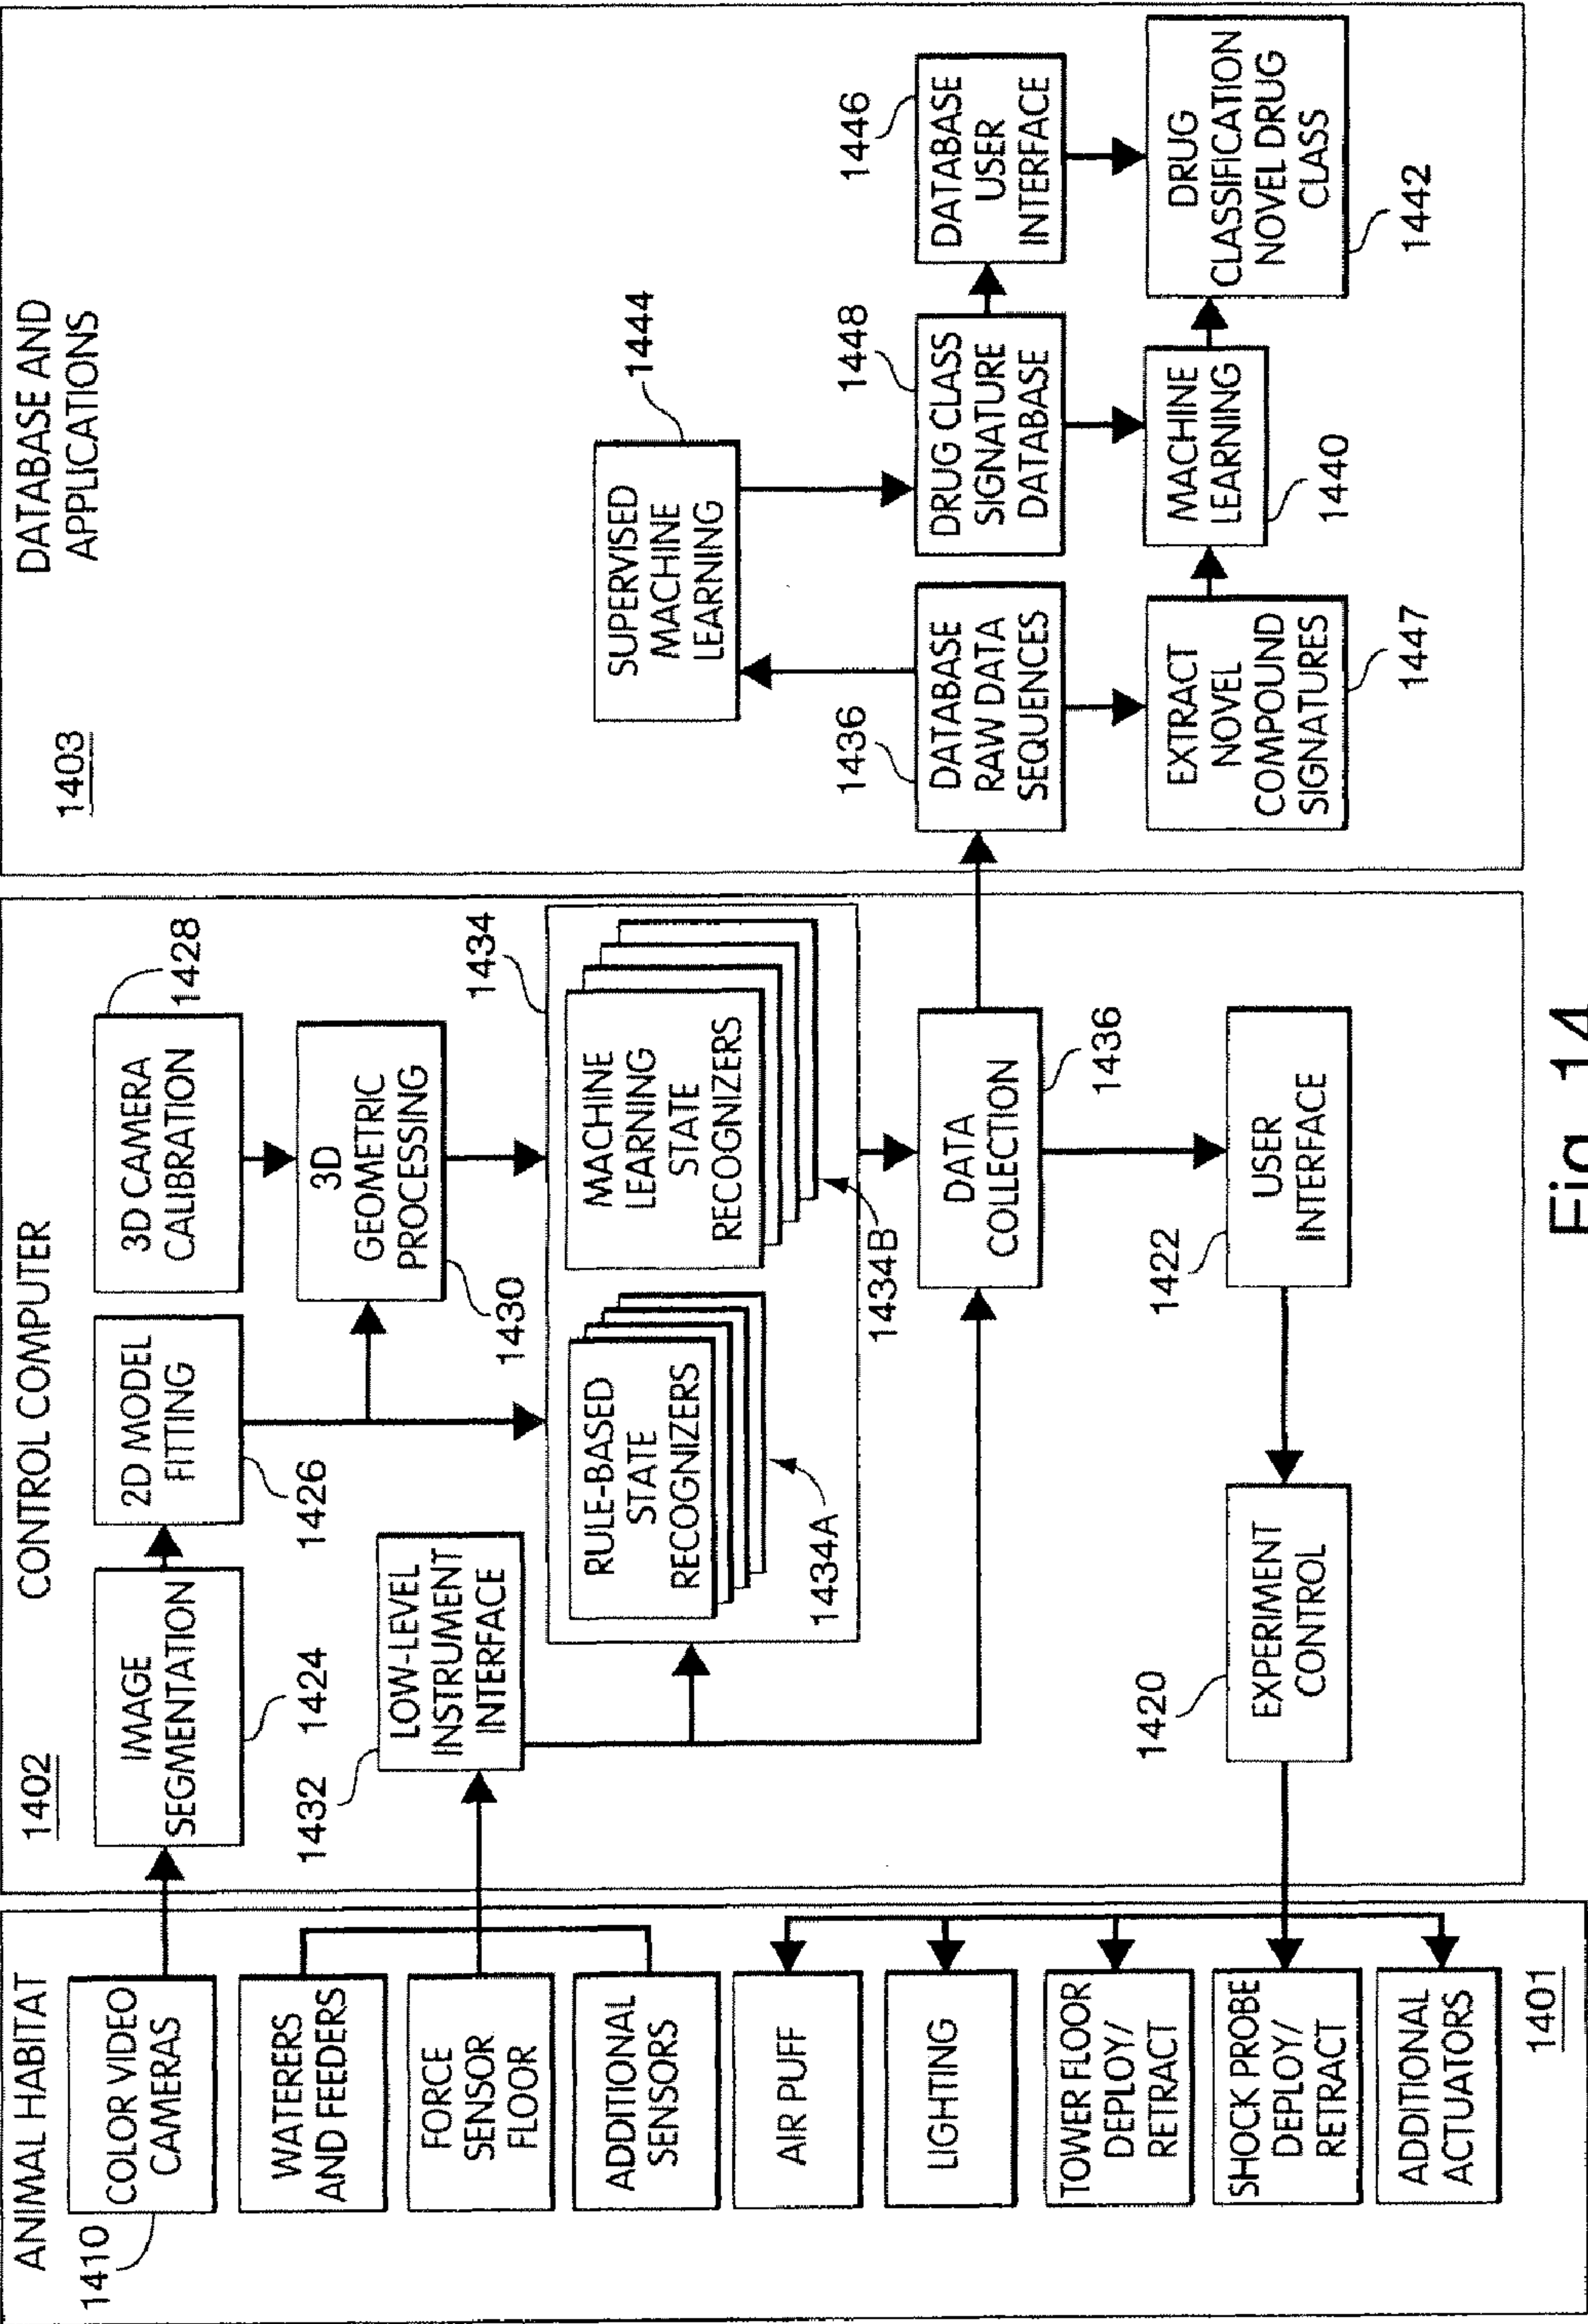 ANIMAL HABITAT
1410
COLOR VIDEO
CAMERAS
WATERERS
AND FEEDERS
FORCE
SENSOR
FLOOR
ADDITIONAL
SENSORS
AIR PUFF
LIGHTING
TOWER FLOOR
DEPLOY/
RETRACT
SHOCK PROBE
DEPLOY/
RETRACT
ADDITIONAL
ACTUATORS
1401
1402
CONTROL COMPUTER
IMAGE
SEGMENTATION
1424
2D MODEL
FITTING
1426
3D CAMERA
CALIBRATION
1428
3D
GEOMETRIC
PROCESSING
1430
1432
LOW-LEVEL
INSTRUMENT
INTERFACE
1434
RULE-BASED
STATE
RECOGNIZERS
1434A
MACHINE
LEARNING
STATE
RECOGNIZERS
1434B
DATA
COLLECTION
1436
1422
USER
INTERFACE
1420
EXPERIMENT
CONTROL
1403
DATABASE AND
APPLICATIONS
SUPERVISED
MACHINE
LEARNING
1444
1436
DATABASE
RAW DATA
SEQUENCES
1448
DRUG CLASS
SIGNATURE
DATABASE
1446
DATABASE
USER
INTERFACE
EXTRACT
NOVEL
COMPOUND
SIGNATURES
1447
MACHINE
LEARNING
1440
DRUG
CLASSIFICATION
NOVEL DRUG
CLASS
1442
Fig. 14